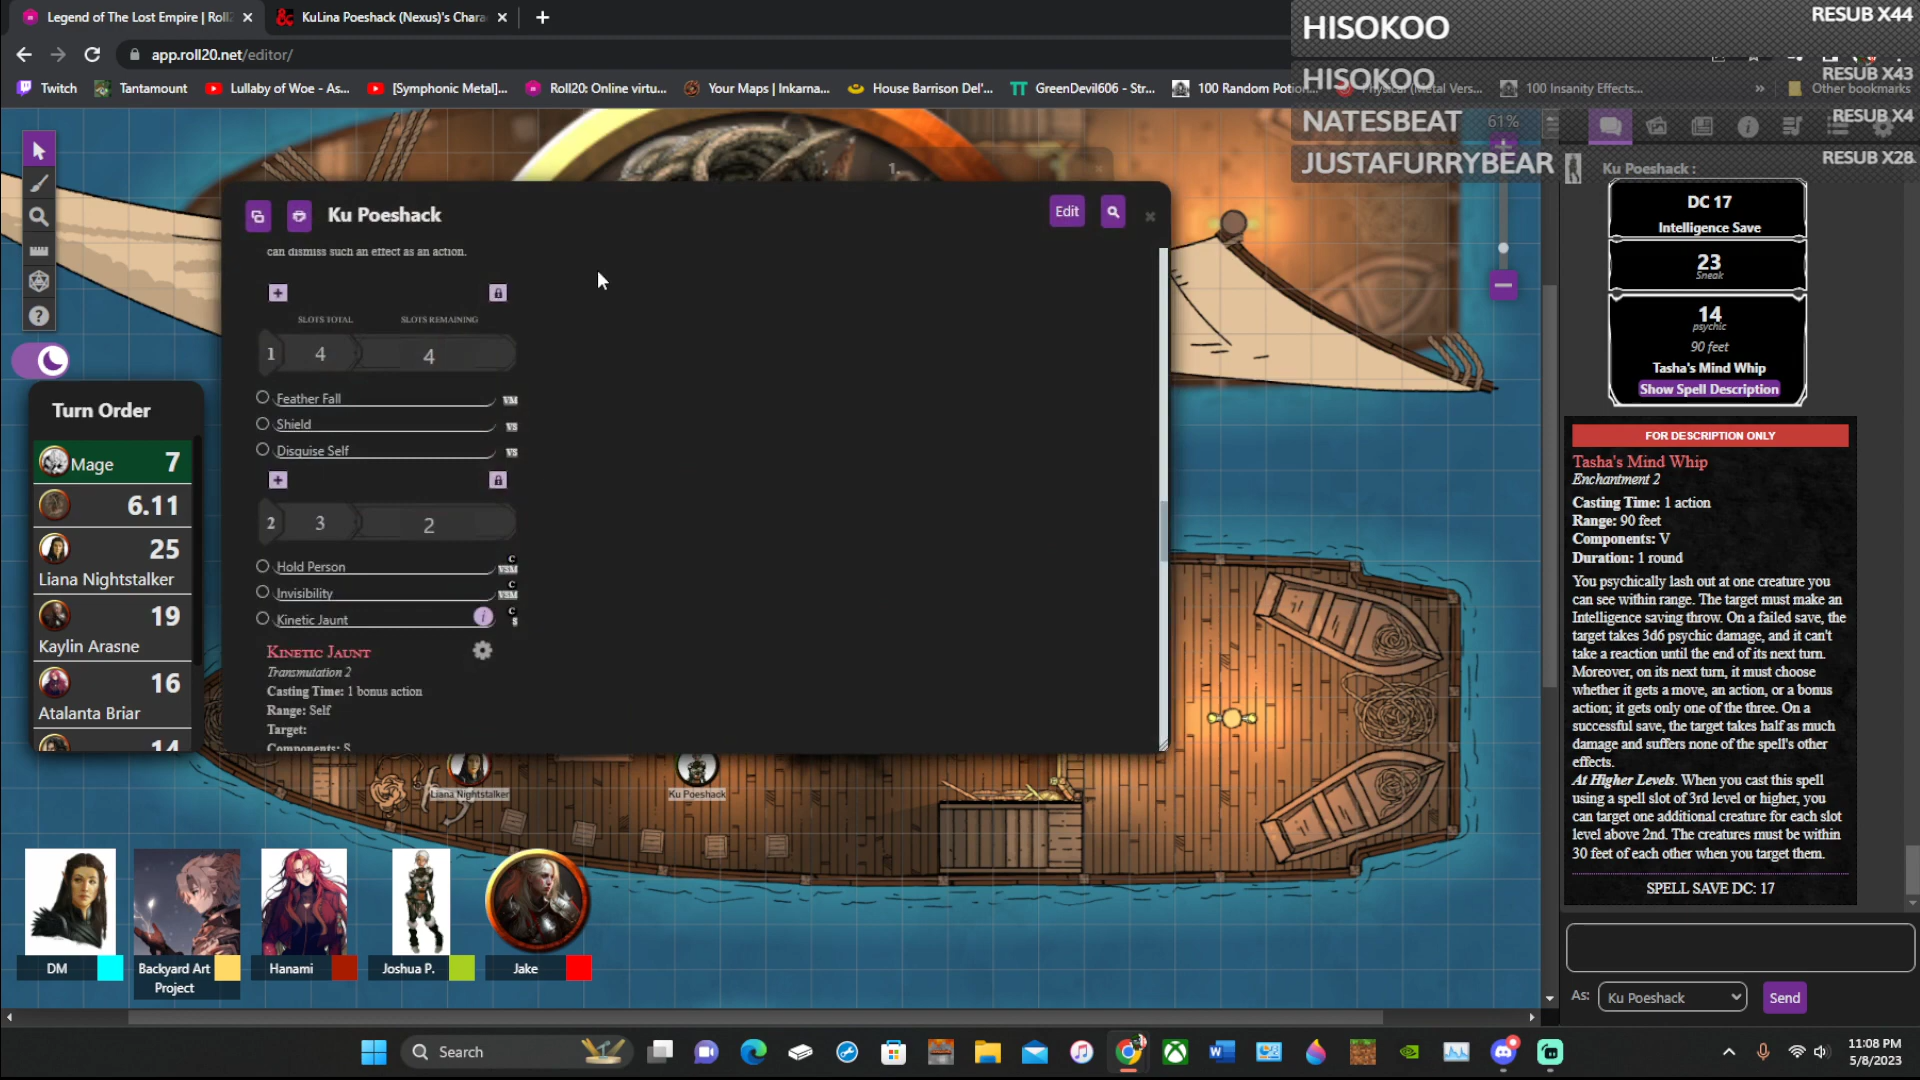 Legend of The Lost Empire | Roll2
KuLina Poeshack (Nexus)'s Chara
app.roll20.net/editor/
Twitch
Tantamount
Lullaby of Woe - As...
[Symphonic Metal]...
Roll20: Online virtu...
Your Maps | Inkarna...
House Barrison Del'...
GreenDevil606 - Str...
100 Random Potio
Physical (Metal Vers...
100 Insanity Effects...
Other bookmarks
HISOKOO
RESUB X44
HISOKOO
RESUB X43
NATESBEAT
RESUB X4
JUSTAFURRYBEAR
RESUB X28
61%
1.
Ku Poeshack
Edit
can dismiss such an effect as an action.
SLOTS TOTAL
SLOTS REMAINING
1
4
4
Feather Fall
VM
Shield
VS
Disguise Self
VS
2
3
2
Hold Person
C
VSM
Invisibility
C
VSM
Kinetic Jaunt
C
S
KINETIC JAUNT
Transmutation 2
Casting Time: 1 bonus action
Range: Self
Target:
Components: S
Turn Order
Mage 7
6.11
25
Liana Nightstalker
19
Kaylin Arasne
16
Atalanta Briar
14
Liana Nightstalker
Ku Poeshack
DM
Backyard Art
Project
Hanami
Joshua P.
Jake
Ku Poeshack :
DC 17
Intelligence Save
23
Sneak
14
psychic
90 feet
Tasha's Mind Whip
Show Spell Description
FOR DESCRIPTION ONLY
Tasha's Mind Whip
Enchantment 2
Casting Time: 1 action
Range: 90 feet
Components: V
Duration: 1 round
You psychically lash out at one creature you
can see within range. The target must make an
Intelligence saving throw. On a failed save, the
target takes 3d6 psychic damage, and it can't
take a reaction until the end of its next turn.
Moreover, on its next turn, it must choose
whether it gets a move, an action, or a bonus
action; it gets only one of the three. On a
successful save, the target takes half as much
damage and suffers none of the spell's other
effects.
At Higher Levels. When you cast this spell
using a spell slot of 3rd level or higher, you
can target one additional creature for each slot
level above 2nd. The creatures must be within
30 feet of each other when you target them.
SPELL SAVE DC: 17
As:
Ku Poeshack
Send
Search
11:08 PM
5/8/2023